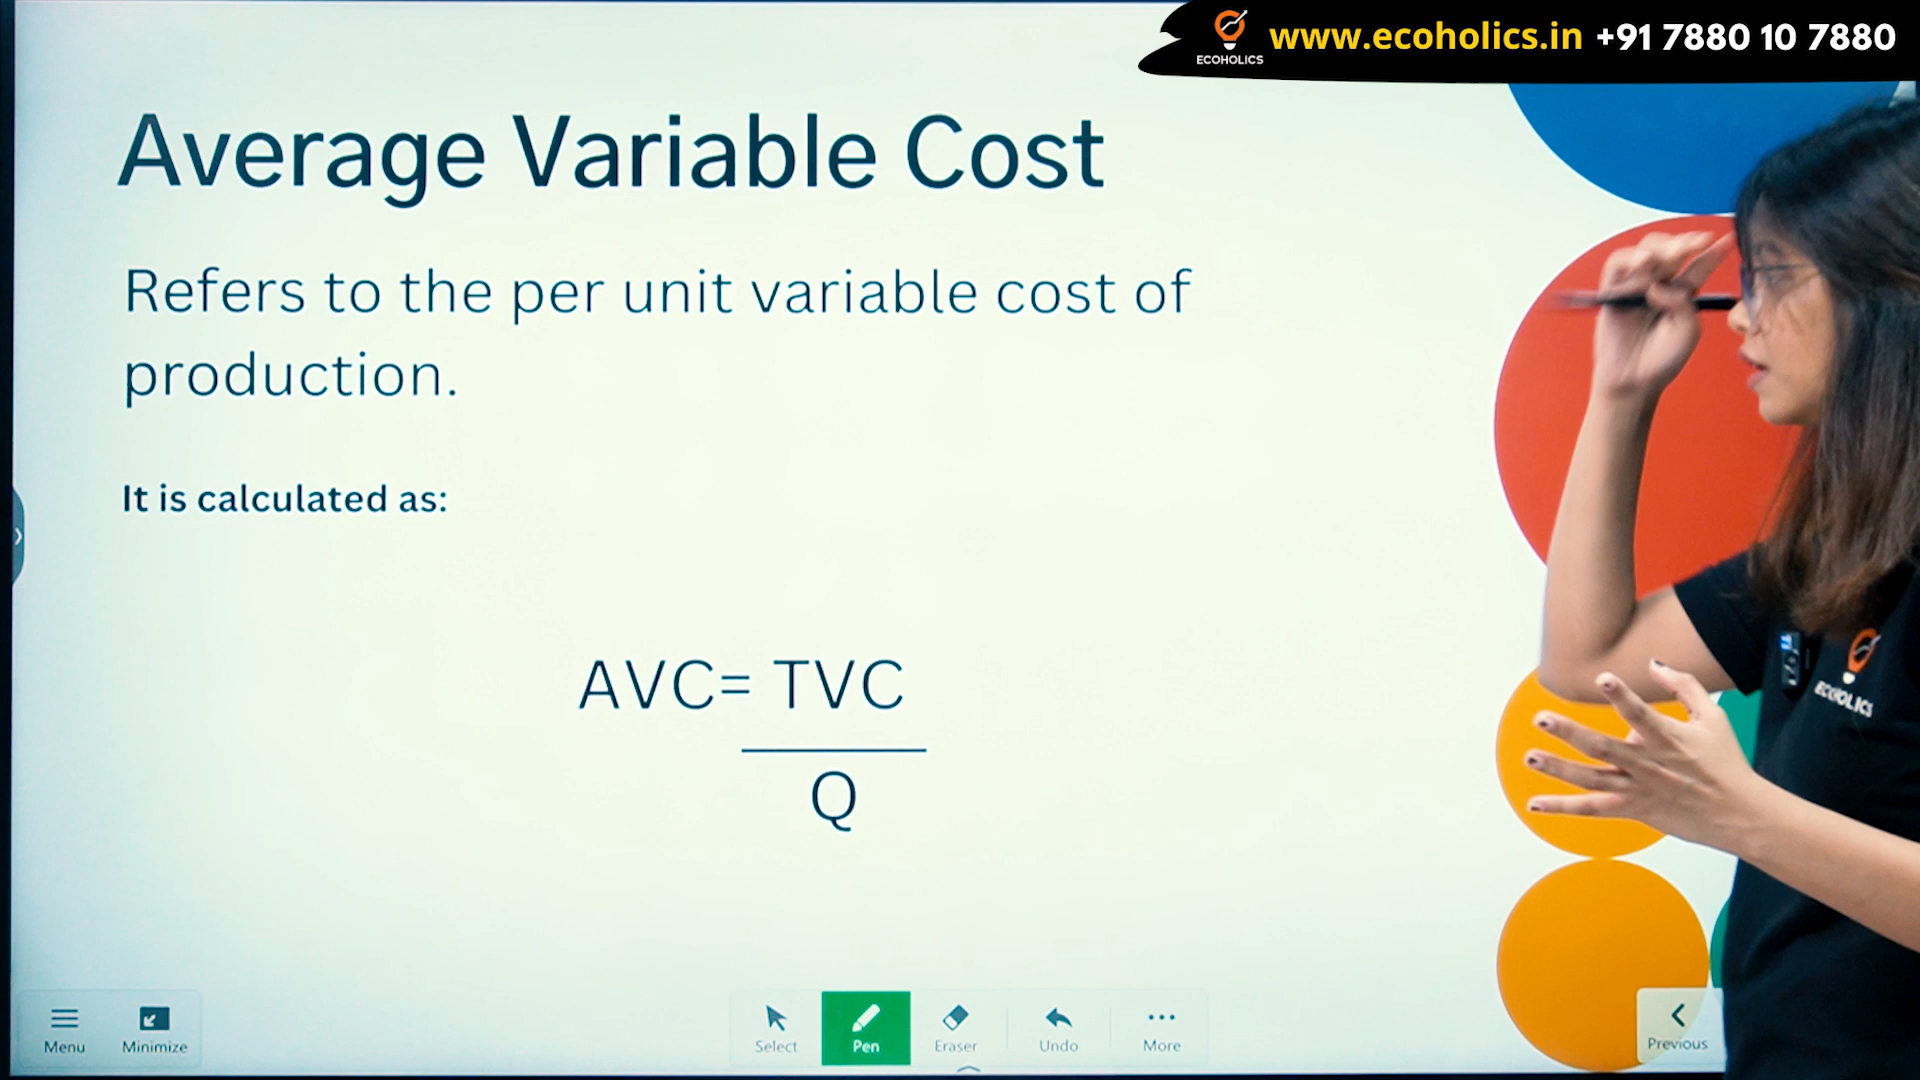 ECOHOLICS
www.ecoholics.in +91 7880 10 7880
Average Variable Cost
Refers to the per unit variable cost of
production.
It is calculated as:
AVC= TVC
Q
ECOHOLICS
Menu
Minimize
Select
Pen
Eraser
Undo
More
Previous